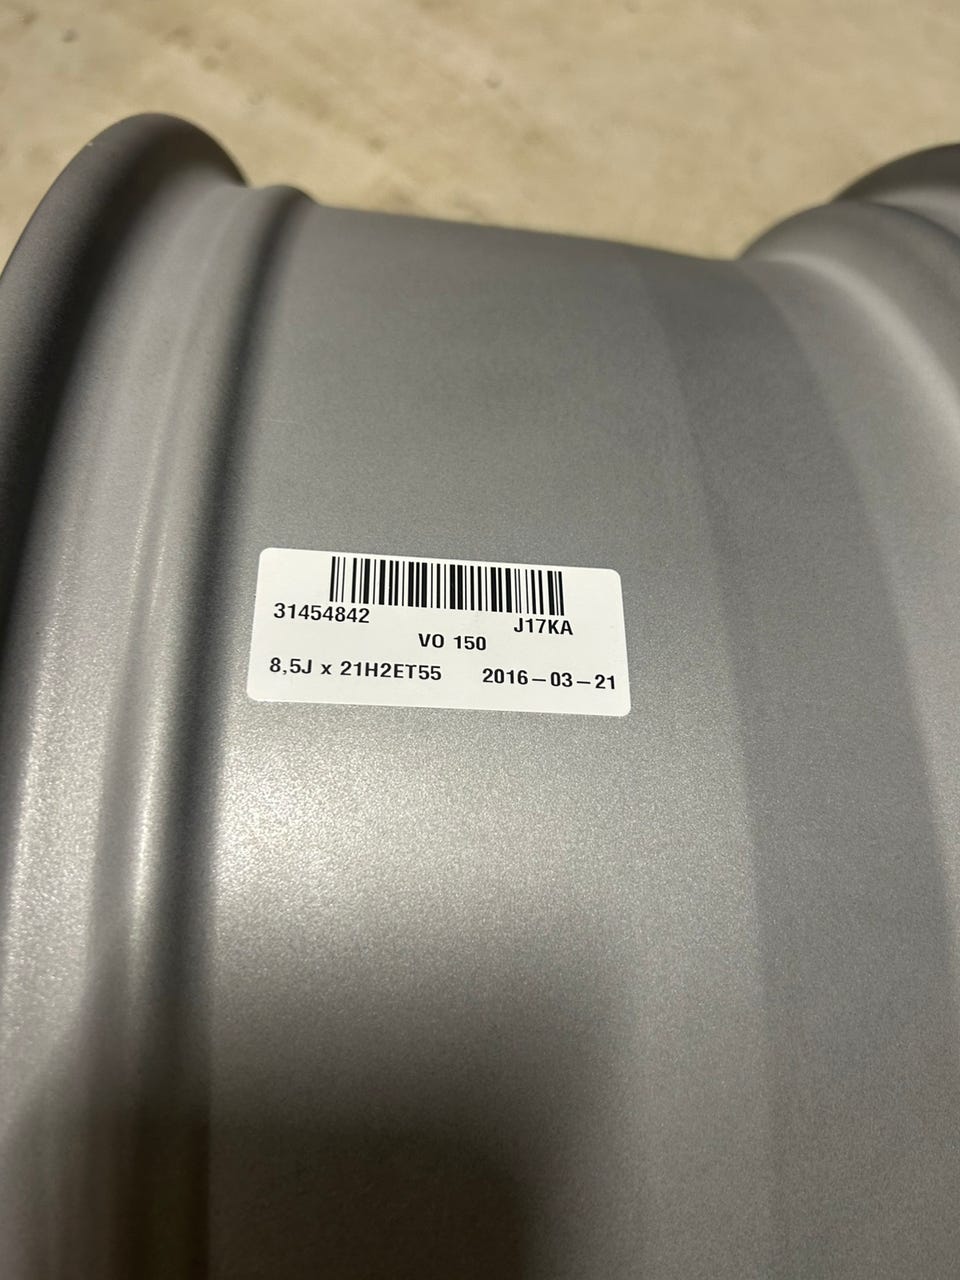 31454842 J17KA
VO 150
8,5J x 21H2ET55 2016-03-21